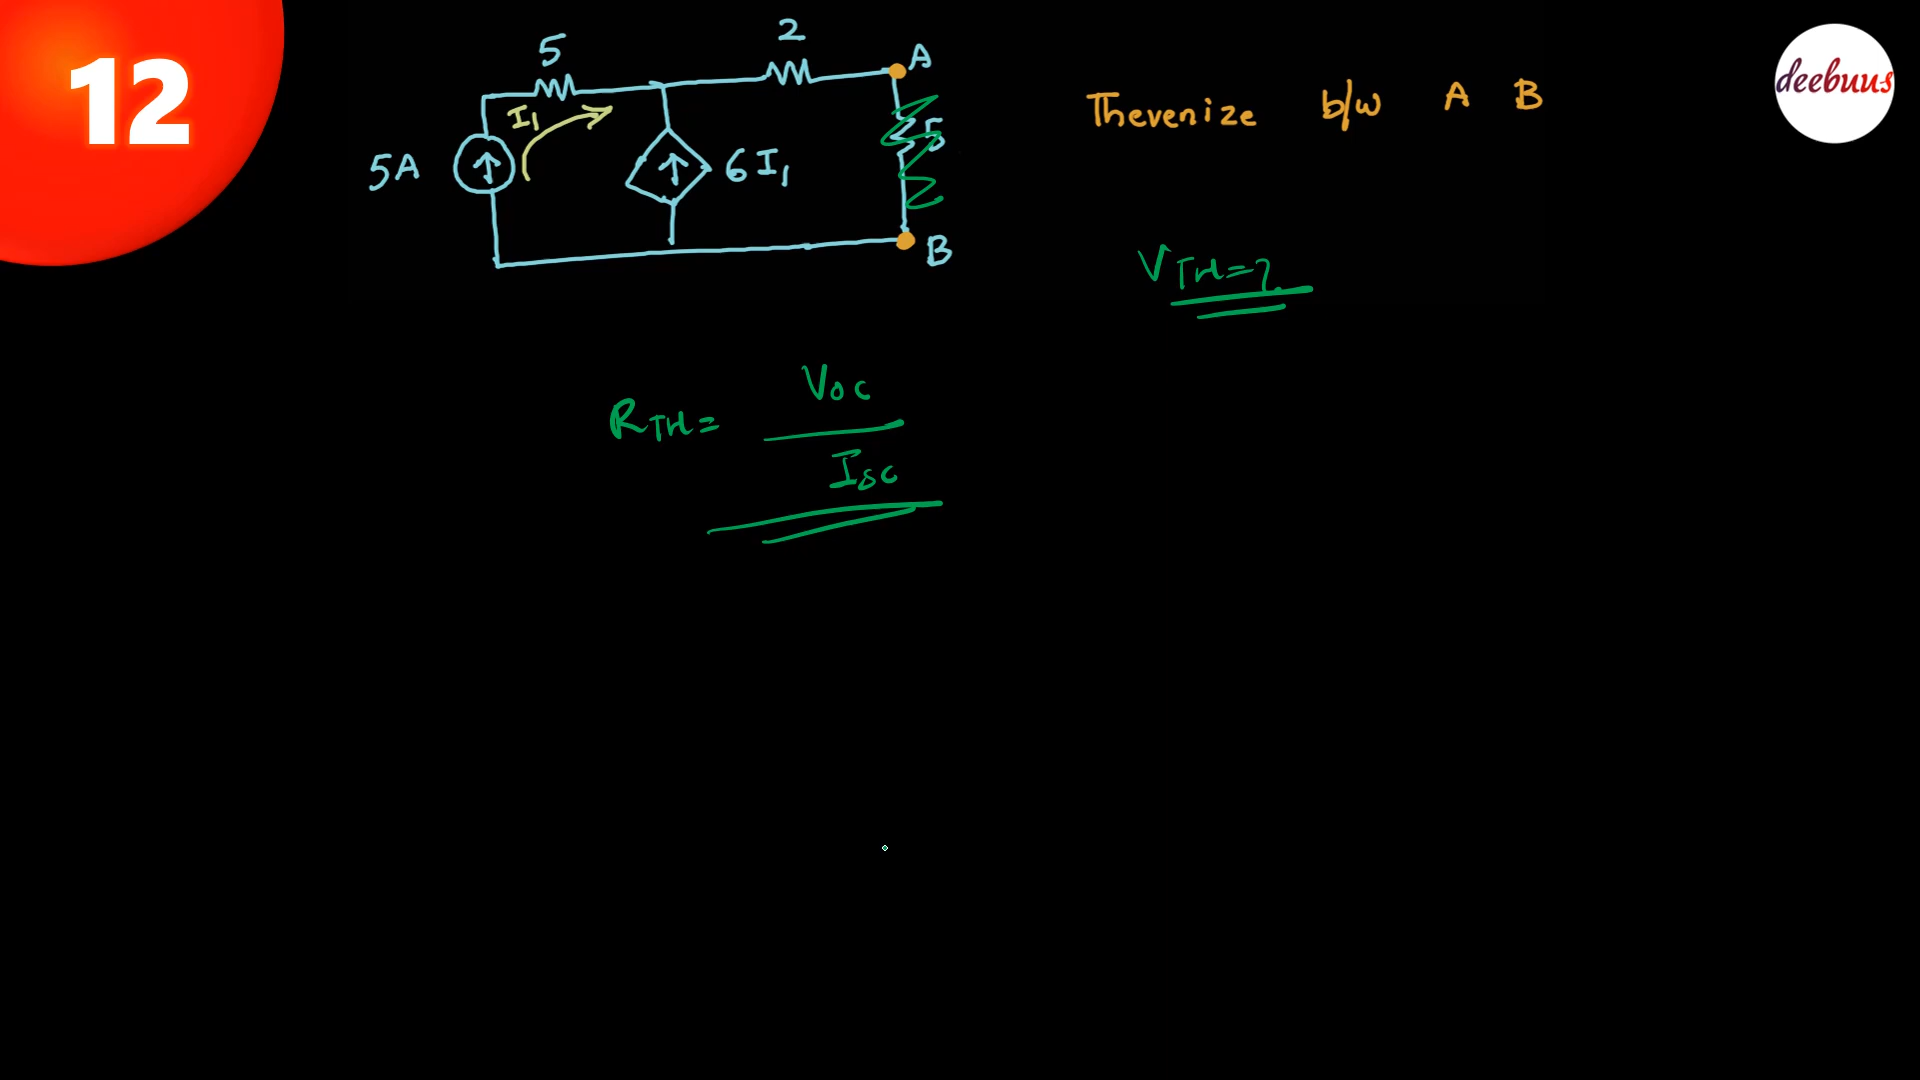 12
5
2
A
deebuus
I₁
5
Thevenize b/w A B
5A
6I₁
B
VTH=?
RTH= Voc
Isc